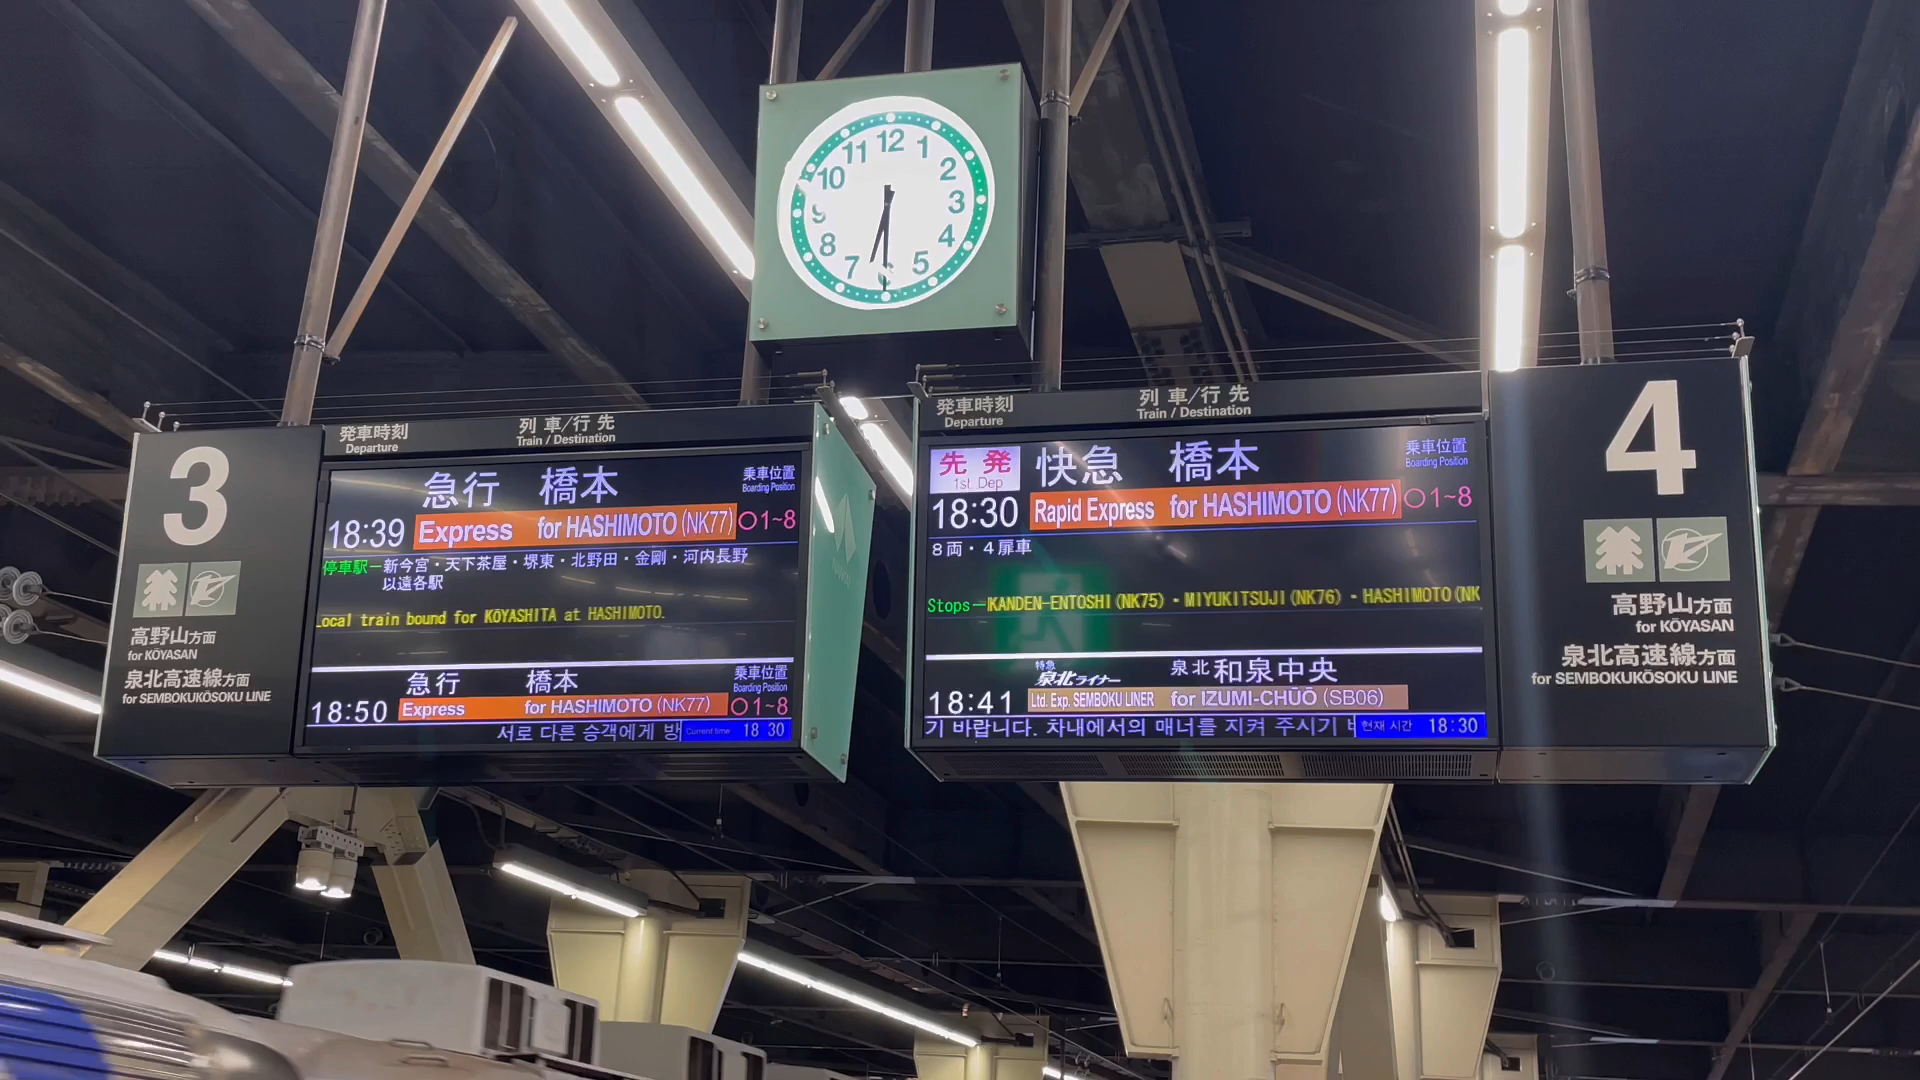 12
1
2
3
4
5
7
8
9
10
11
3
高野山方面
for KŌYASAN
泉北高速線方面
for SEMBOKUKŌSOKU LINE
発車時刻
Departure
列車/行先
Train / Destination
急行 橋本
乗車位置
Boarding Position
18:39 Express for HASHIMOTO (NK77) ○1~8
停車駅－新今宮・天下茶屋・堺東・北野田・金剛・河内長野
以遠各駅
Local train bound for KŌYASHITA at HASHIMOTO.
急行 橋本
乗車位置
Boarding Position
18:50 Express for HASHIMOTO (NK77) ○1~8
서로 다른 승객에게 방
Current time 18 30
発車時刻
Departure
列車/行先
Train / Destination
先発
1st. Dep
快急 橋本
乗車位置
Boarding Position
18:30 Rapid Express for HASHIMOTO (NK77) ○1~8
8両・4扉車
Stops－KANDEN-ENTOSHI(NK75)・MIYUKITSUJI(NK76)・HASHIMOTO(NK
特急
泉北ライナー 泉北和泉中央
18:41 Ltd. Exp. SEMBOKU LINER for IZUMI-CHŪŌ (SB06)
기 바랍니다. 차내에서의 매너를 지켜 주시기
현재 시간 18:30
4
高野山方面
for KŌYASAN
泉北高速線方面
for SEMBOKUKŌSOKU LINE